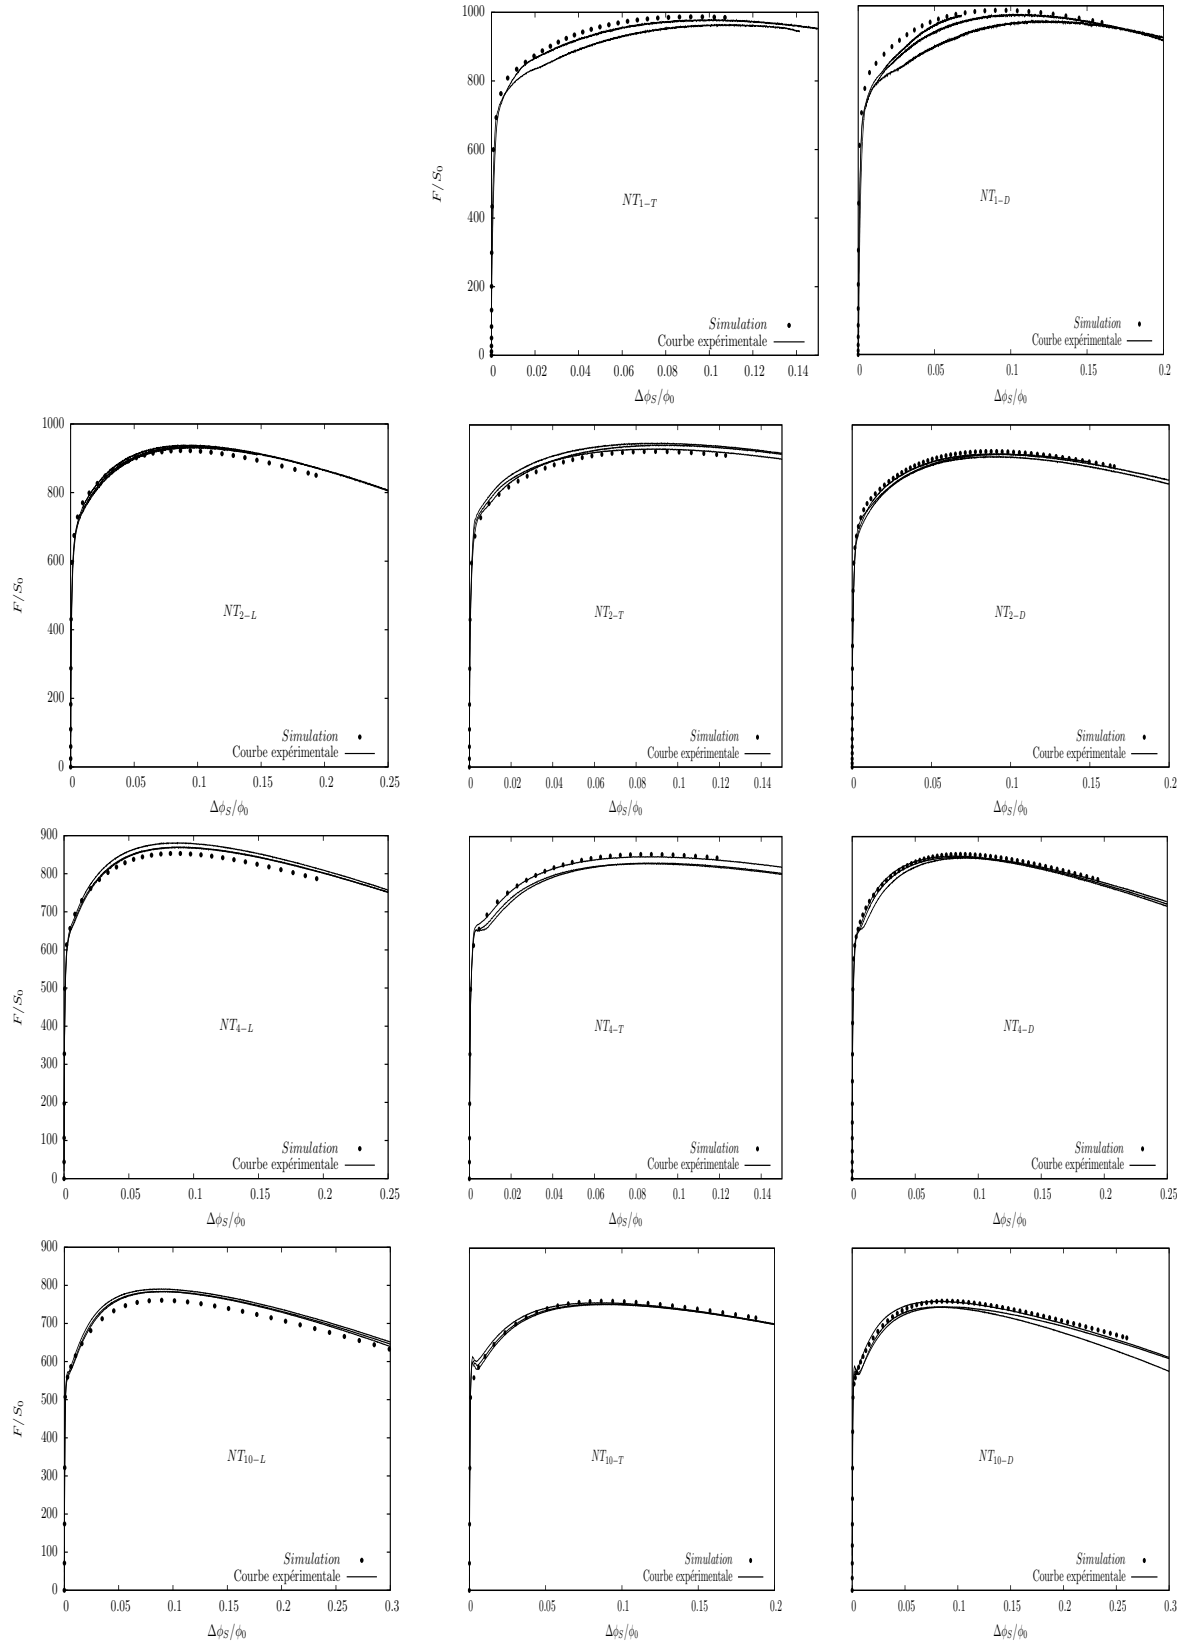 1000
800
600
400
200
0
F/S₀
NT₁₋T
Simulation
Courbe expérimentale
0 0.02 0.04 0.06 0.08 0.1 0.12 0.14
Δϕ_S/ϕ₀
NT₁₋D
Simulation
Courbe expérimentale
0 0.05 0.1 0.15 0.2
Δϕ_S/ϕ₀
1000
800
600
400
200
0
F/S₀
NT₂₋L
Simulation
Courbe expérimentale
0 0.05 0.1 0.15 0.2 0.25
Δϕ_S/ϕ₀
NT₂₋T
Simulation
Courbe expérimentale
0 0.02 0.04 0.06 0.08 0.1 0.12 0.14
Δϕ_S/ϕ₀
NT₂₋D
Simulation
Courbe expérimentale
0 0.05 0.1 0.15 0.2
Δϕ_S/ϕ₀
900
800
700
600
500
400
300
200
100
0
F/S₀
NT₄₋L
Simulation
Courbe expérimentale
0 0.05 0.1 0.15 0.2 0.25
Δϕ_S/ϕ₀
NT₄₋T
Simulation
Courbe expérimentale
0 0.02 0.04 0.06 0.08 0.1 0.12 0.14
Δϕ_S/ϕ₀
NT₄₋D
Simulation
Courbe expérimentale
0 0.05 0.1 0.15 0.2 0.25
Δϕ_S/ϕ₀
900
800
700
600
500
400
300
200
100
0
F/S₀
NT₁₀₋L
Simulation
Courbe expérimentale
0 0.05 0.1 0.15 0.2 0.25 0.3
Δϕ_S/ϕ₀
NT₁₀₋T
Simulation
Courbe expérimentale
0 0.05 0.1 0.15 0.2
Δϕ_S/ϕ₀
NT₁₀₋D
Simulation
Courbe expérimentale
0 0.05 0.1 0.15 0.2 0.25 0.3
Δϕ_S/ϕ₀